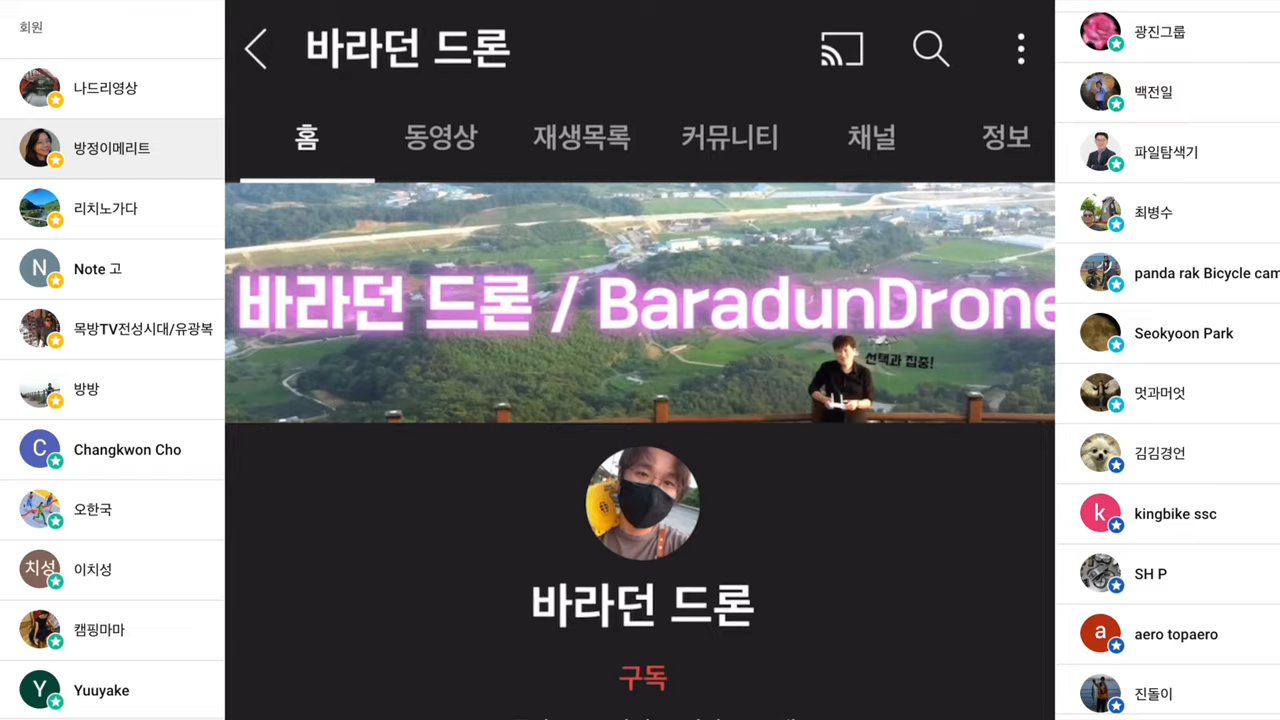 회원
나드리영상
방정이메리트
리치노가다
N
Note 고
목방TV전성시대/유광복
방방
C
Changkwon Cho
오한국
치성
이치성
캠핑마마
Y
Yuuyake
바라던 드론
홈 동영상 재생목록 커뮤니티 채널 정보
바라던 드론 / BaradunDrone
선택과 집중!
바라던 드론
구독
광진그룹
백전일
파일탐색기
최병수
panda rak Bicycle cam
Seokyoon Park
멋과머엇
김김경언
k
kingbike ssc
SH P
a
aero topaero
진돌이